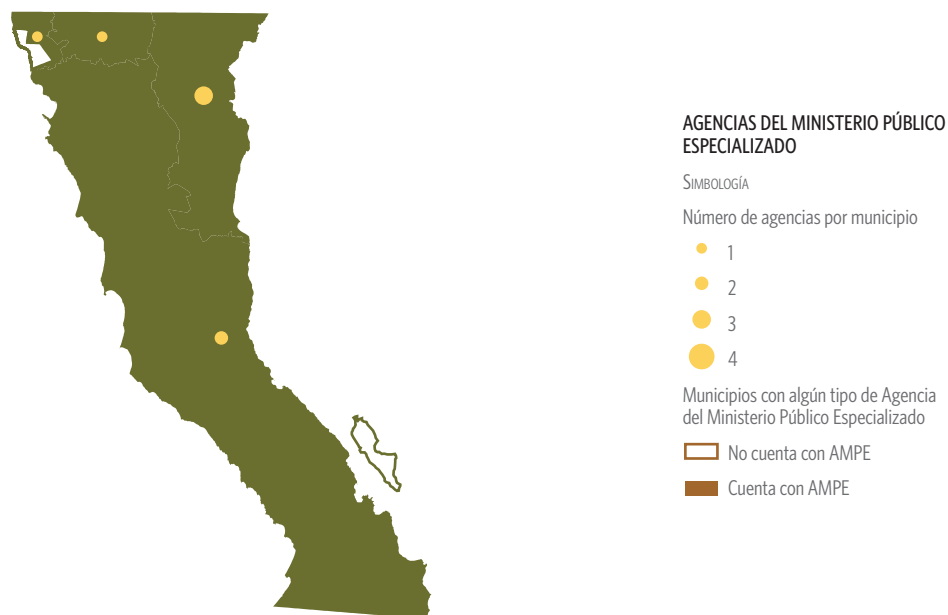 AGENCIAS DEL MINISTERIO PÚBLICO
ESPECIALIZADO
Simbología
Número de agencias por municipio
1
2
3
4
Municipios con algún tipo de Agencia
del Ministerio Público Especializado
No cuenta con AMPE
Cuenta con AMPE